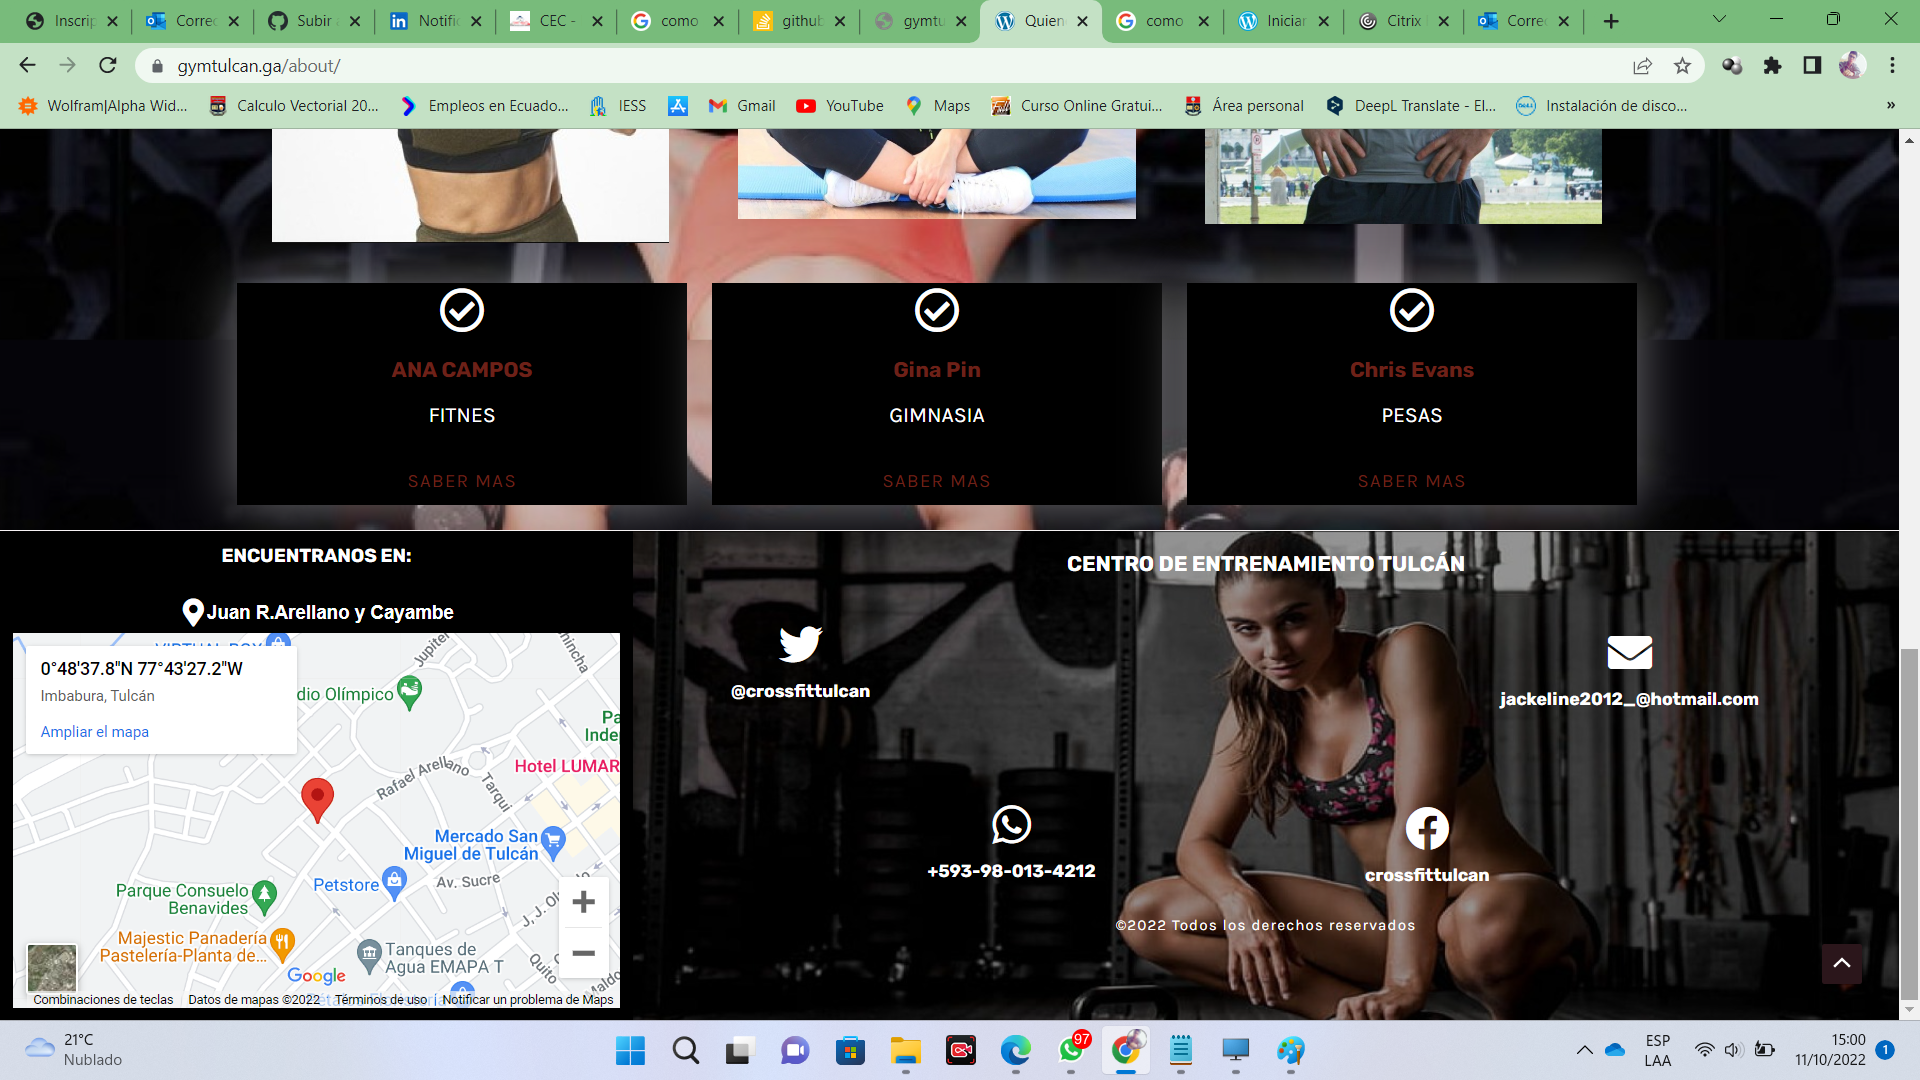 Inscrip
Correo
Subir
Notific
CEC -
como
github
gymtu
Quien
como
Iniciar
Citrix
Correo
gymtulcan.ga/about/
Wolfram|Alpha Wid...
Calculo Vectorial 20...
Empleos en Ecuado...
IESS
Gmail
YouTube
Maps
Curso Online Gratui...
Área personal
DeepL Translate - El...
Instalación de disco...
»
ANA CAMPOS
FITNES
SABER MAS
Gina Pin
GIMNASIA
SABER MAS
Chris Evans
PESAS
SABER MAS
ENCUENTRANOS EN:
Juan R.Arellano y Cayambe
0°48'37.8"N 77°43'27.2"W
Imbabura, Tulcán
Ampliar el mapa
VIRTUAL BOX
Jupiter
dio Olímpico
Pa
Indep
Rafael Arellano
Hotel LUMAR
Tarqui
Mercado San
Miguel de Tulcán
Petstore
Av. Sucre
Parque Consuelo
Benavides
Majestic Panadería
Pastelería-Planta de...
Tanques de
Agua EMAPA T
Quito
Google
Combinaciones de teclas
Datos de mapas ©2022
Términos de uso
Notificar un problema de Maps
CENTRO DE ENTRENAMIENTO TULCÁN
@crossfittulcan
jackeline2012_@hotmail.com
+593-98-013-4212
crossfittulcan
©2022 Todos los derechos reservados
21°C
Nublado
97
ESP
LAA
15:00
11/10/2022
1